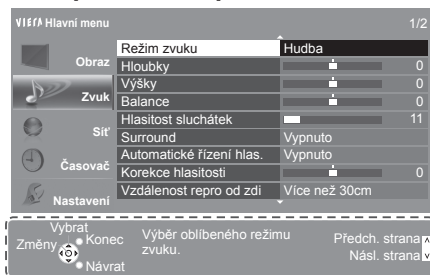 VIErA Hlavní menu 1/2
Obraz
Zvuk
Síť
Časovač
Nastavení
Režim zvuku Hudba
Hloubky 0
Výšky 0
Balance 0
Hlasitost sluchátek 11
Surround Vypnuto
Automatické řízení hlas. Vypnuto
Korekce hlasitosti 0
Vzdálenost repro od zdi Více než 30cm
Vybrat
Změny Konec
Návrat
Výběr oblíbeného režimu
zvuku.
Předch. strana
Násl. strana